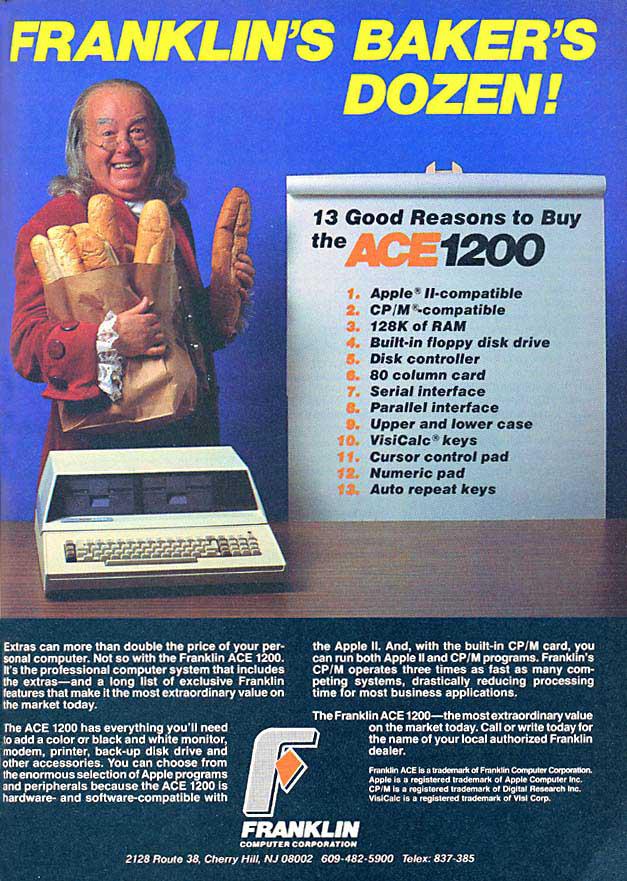 FRANKLIN'S BAKER'S
DOZEN!
13 Good Reasons to Buy
the ACE 1200
1. Apple® II-compatible
2. CP/M®-compatible
3. 128K of RAM
4. Built-in floppy disk drive
5. Disk controller
6. 80 column card
7. Serial interface
8. Parallel interface
9. Upper and lower case
10. VisiCalc® keys
11. Cursor control pad
12. Numeric pad
13. Auto repeat keys
Extras can more than double the price of your per-
sonal computer. Not so with the Franklin ACE 1200.
It's the professional computer system that includes
the extras—and a long list of exclusive Franklin
features that make it the most extraordinary value on
the market today.
The ACE 1200 has everything you'll need
to add a color or black and white monitor,
modem, printer, back-up disk drive and
other accessories. You can choose from
the enormous selection of Apple programs
and peripherals because the ACE 1200 is
hardware- and software-compatible with
the Apple II. And, with the built-in CP/M card, you
can run both Apple II and CP/M programs. Franklin's
CP/M operates three times as fast as many com-
peting systems, drastically reducing processing
time for most business applications.
The Franklin ACE 1200—the most extraordinary value
on the market today. Call or write today for
the name of your local authorized Franklin
dealer.
Franklin ACE is a trademark of Franklin Computer Corporation.
Apple is a registered trademark of Apple Computer Inc.
CP/M is a registered trademark of Digital Research Inc.
VisiCalc is a registered trademark of Visi Corp.
FRANKLIN
COMPUTER CORPORATION
2128 Route 38, Cherry Hill, NJ 08002 609-482-5900 Telex: 837-385